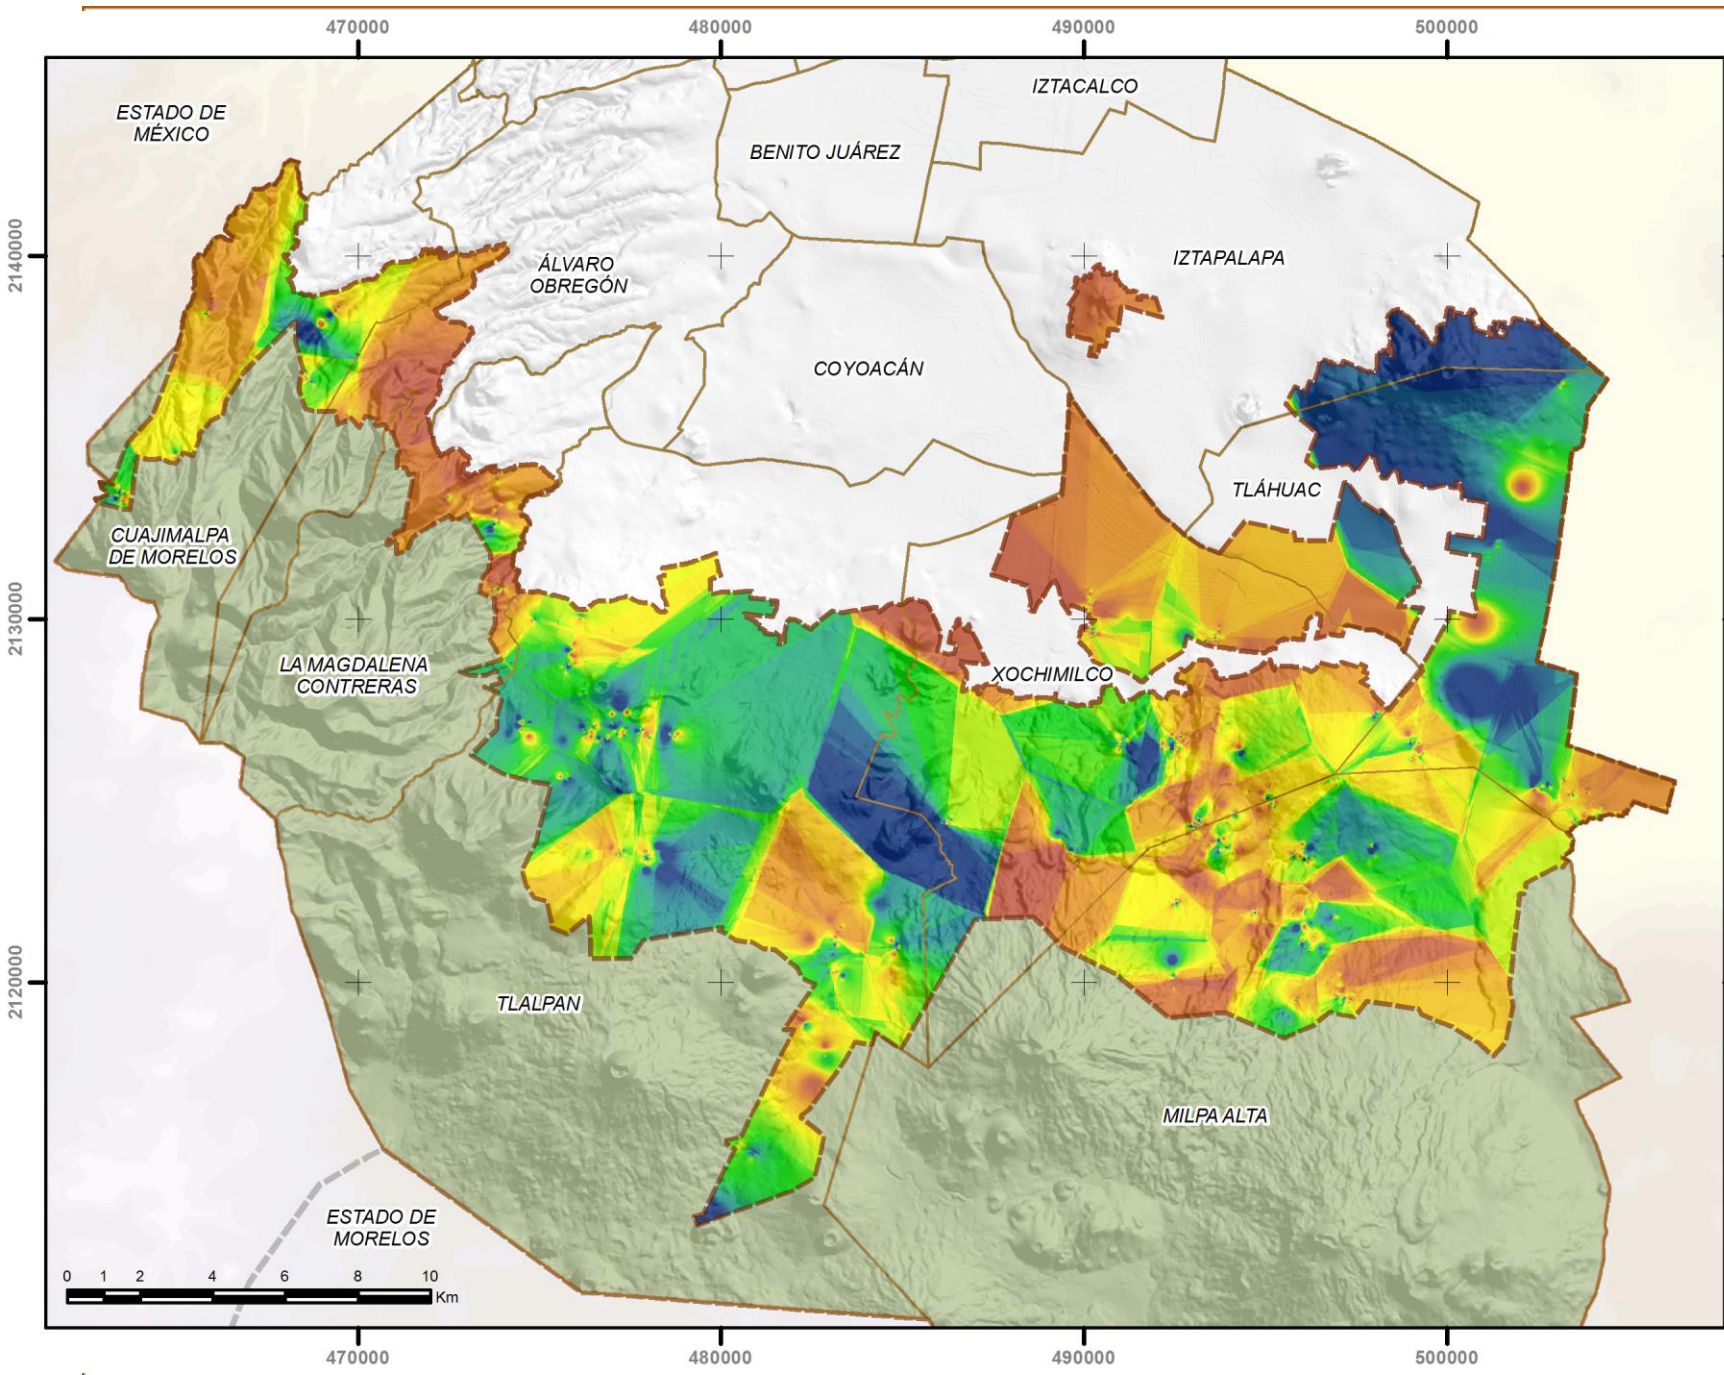 470000
480000
490000
500000
2140000
2130000
2120000
ESTADO DE
MÉXICO
IZTACALCO
BENITO JUÁREZ
ÁLVARO
OBREGÓN
IZTAPALAPA
COYOACÁN
TLÁHUAC
CUAJIMALPA
DE MORELOS
LA MAGDALENA
CONTRERAS
XOCHIMILCO
TLALPAN
MILPA ALTA
ESTADO DE
MORELOS
0 1 2 4 6 8 10
Km
470000
480000
490000
500000